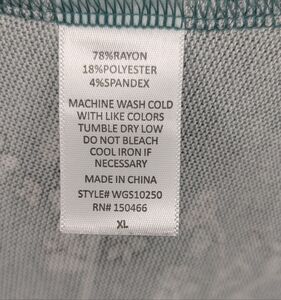 78%RAYON
18%POLYESTER
4%SPANDEX
MACHINE WASH COLD
WITH LIKE COLORS
TUMBLE DRY LOW
DO NOT BLEACH
COOL IRON IF
NECESSARY
MADE IN CHINA
STYLE# WGS10250
RN# 150466
XL